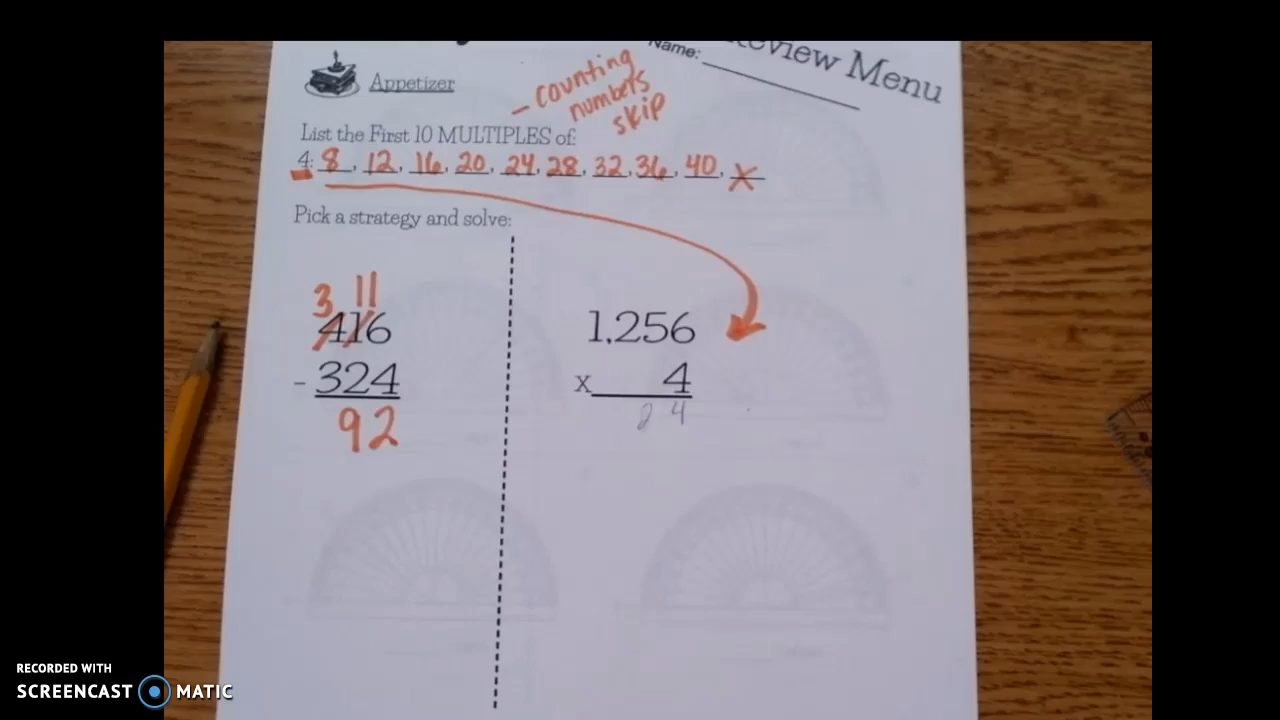 Review Menu
Name:
Appetizer
– counting
numbers
skip
List the First 10 MULTIPLES of:
4: 8, 12, 16, 20, 24, 28, 32, 36, 40, X
Pick a strategy and solve:
3 11
416
- 324
92
1,256
x 4
24
RECORDED WITH
SCREENCAST MATIC